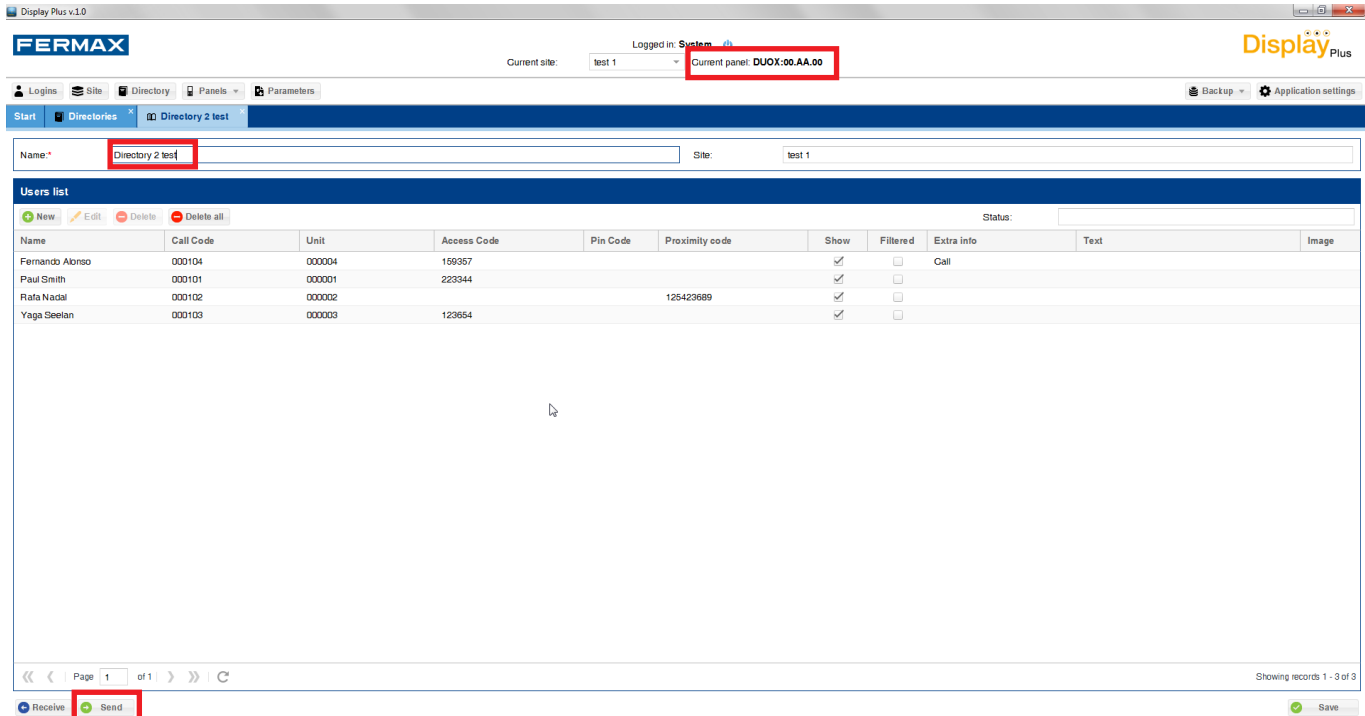 Display Plus v.1.0
FERMAX
Logged in: System
Display Plus
Current site: test 1 Current panel: DUOX:00.AA.00
Logins Site Directory Panels Parameters Backup Application settings
Start Directories Directory 2 test
Name:* Directory 2 test Site: test 1
Users list
New Edit Delete Delete all Status:
Name Call Code Unit Access Code Pin Code Proximity code Show Filtered Extra info Text Image
Fernando Alonso 000104 000004 159357 Call
Paul Smith 000101 000001 223344
Rafa Nadal 000102 000002 125423689
Yaga Seelan 000103 000003 123654
Page 1 of 1 Showing records 1 - 3 of 3
Receive Send Save